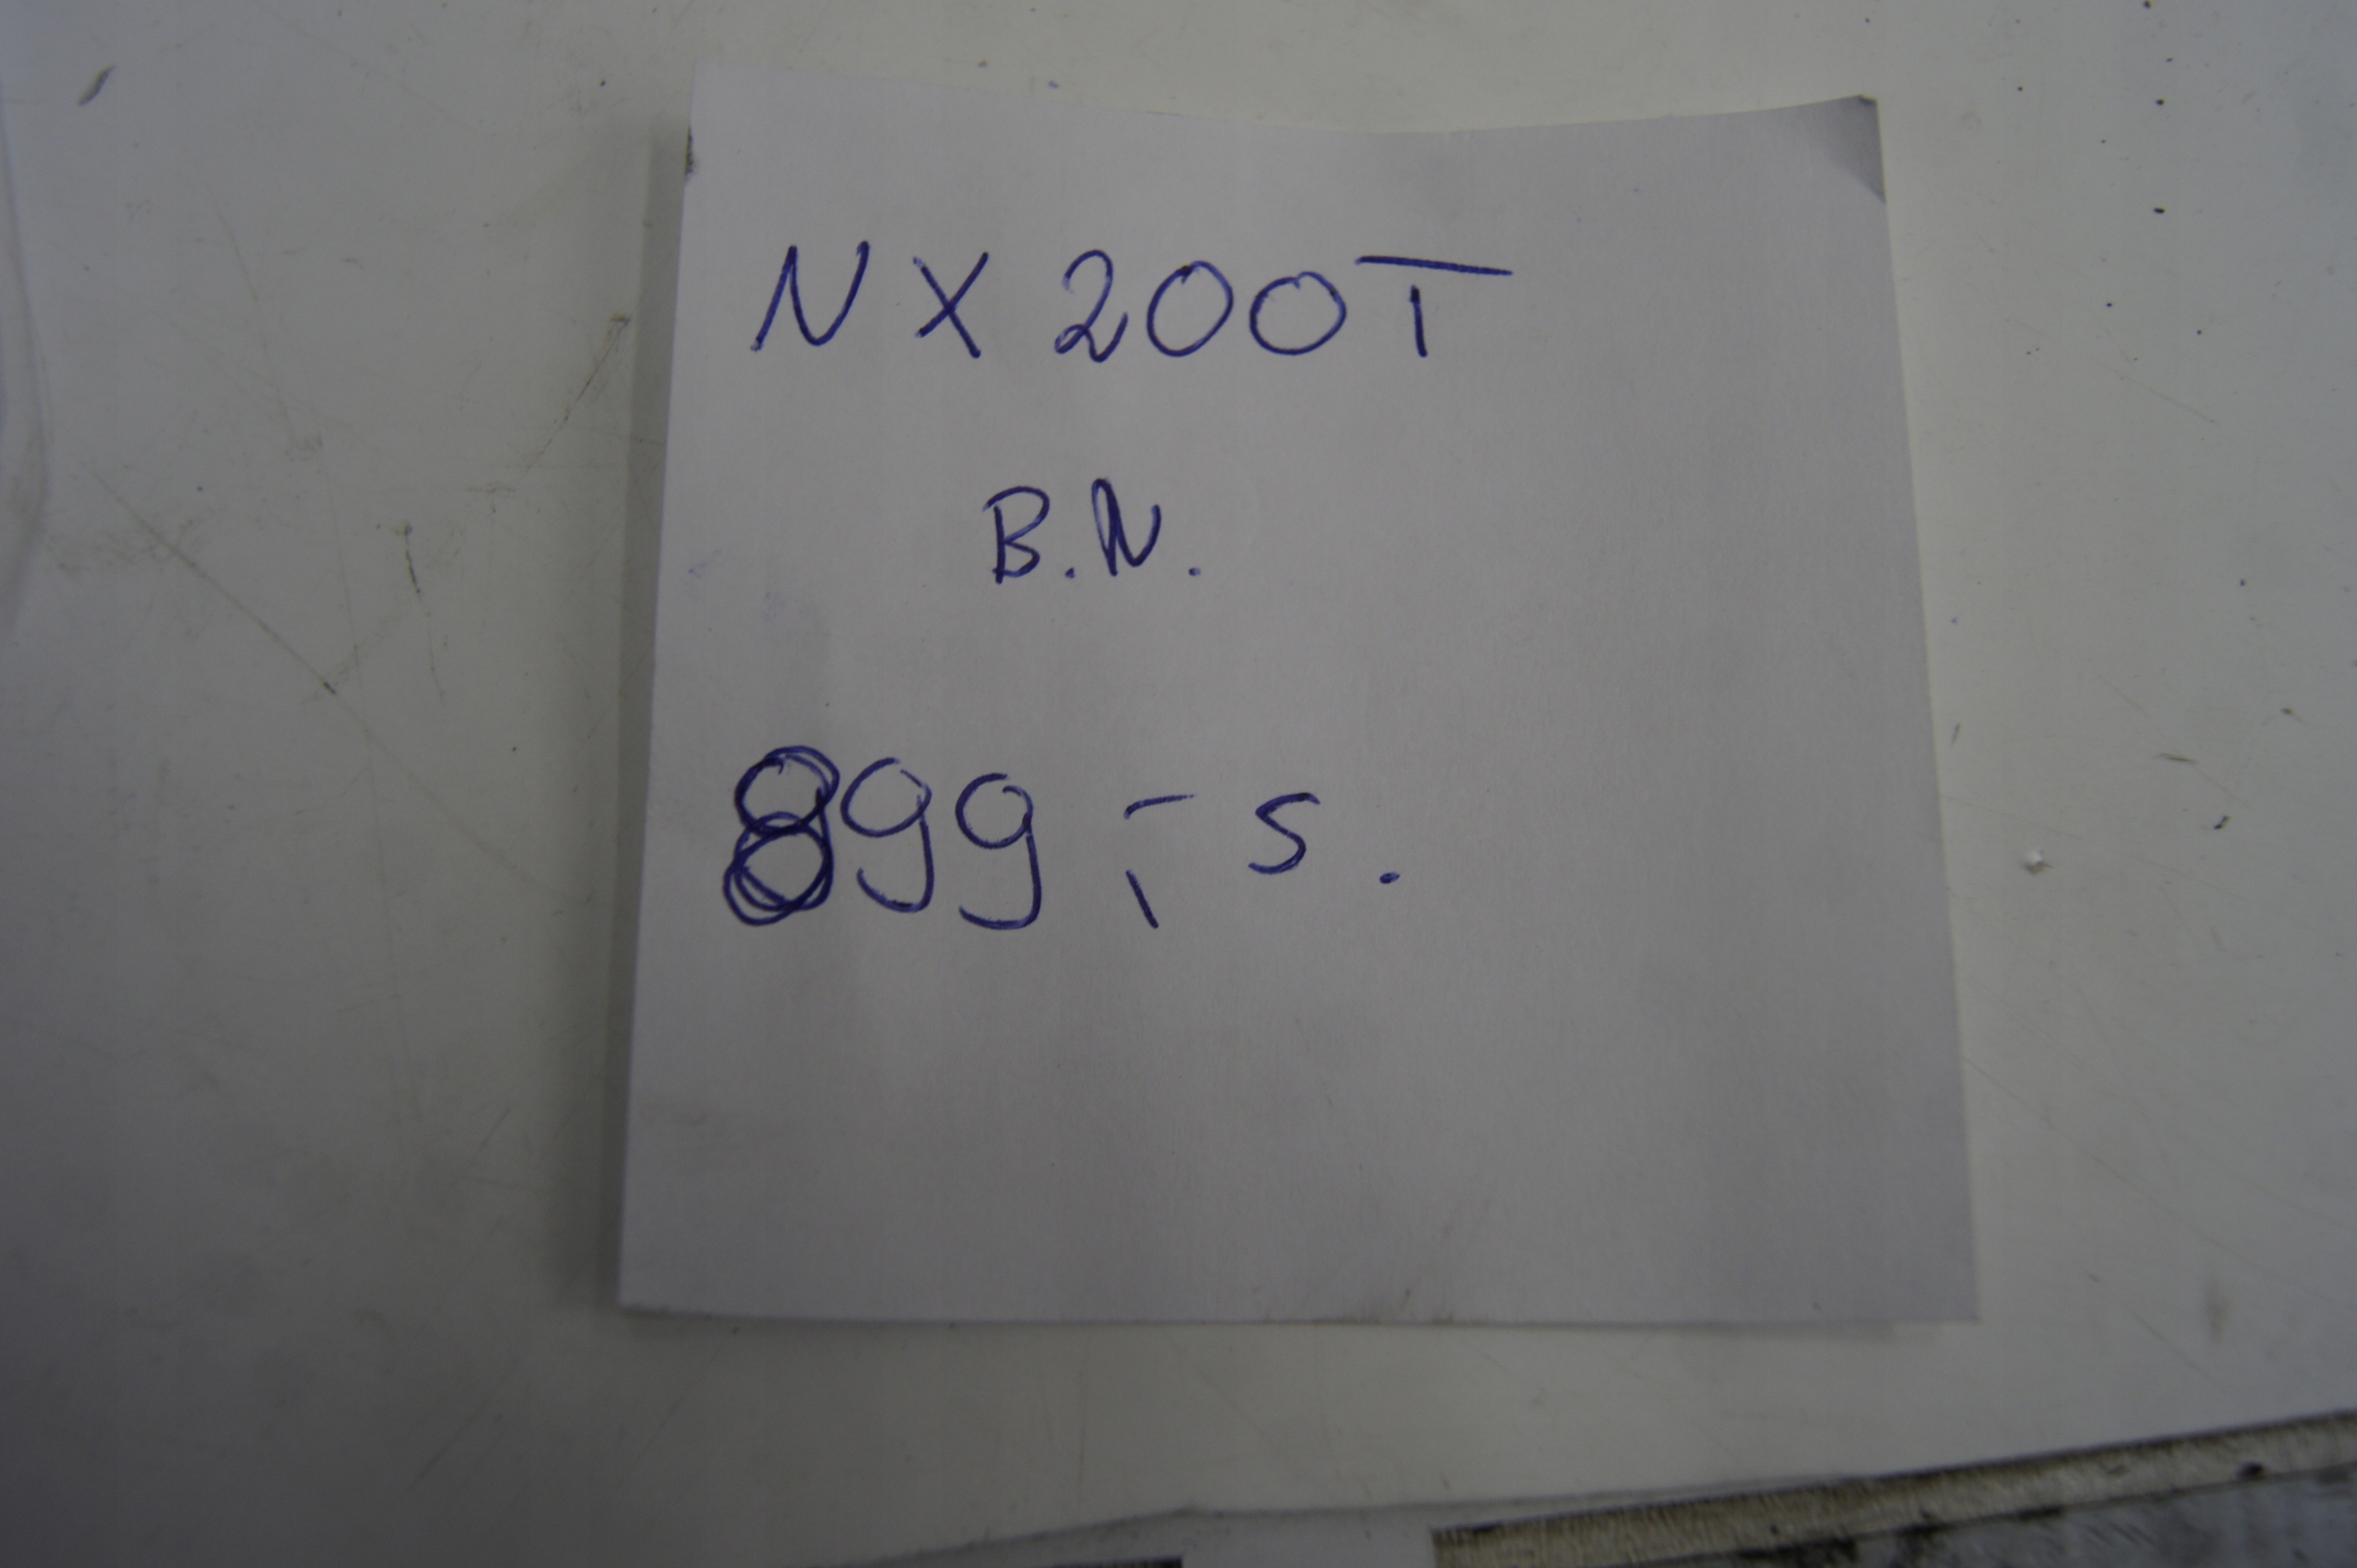 NX200T
B.N.
899,- S.